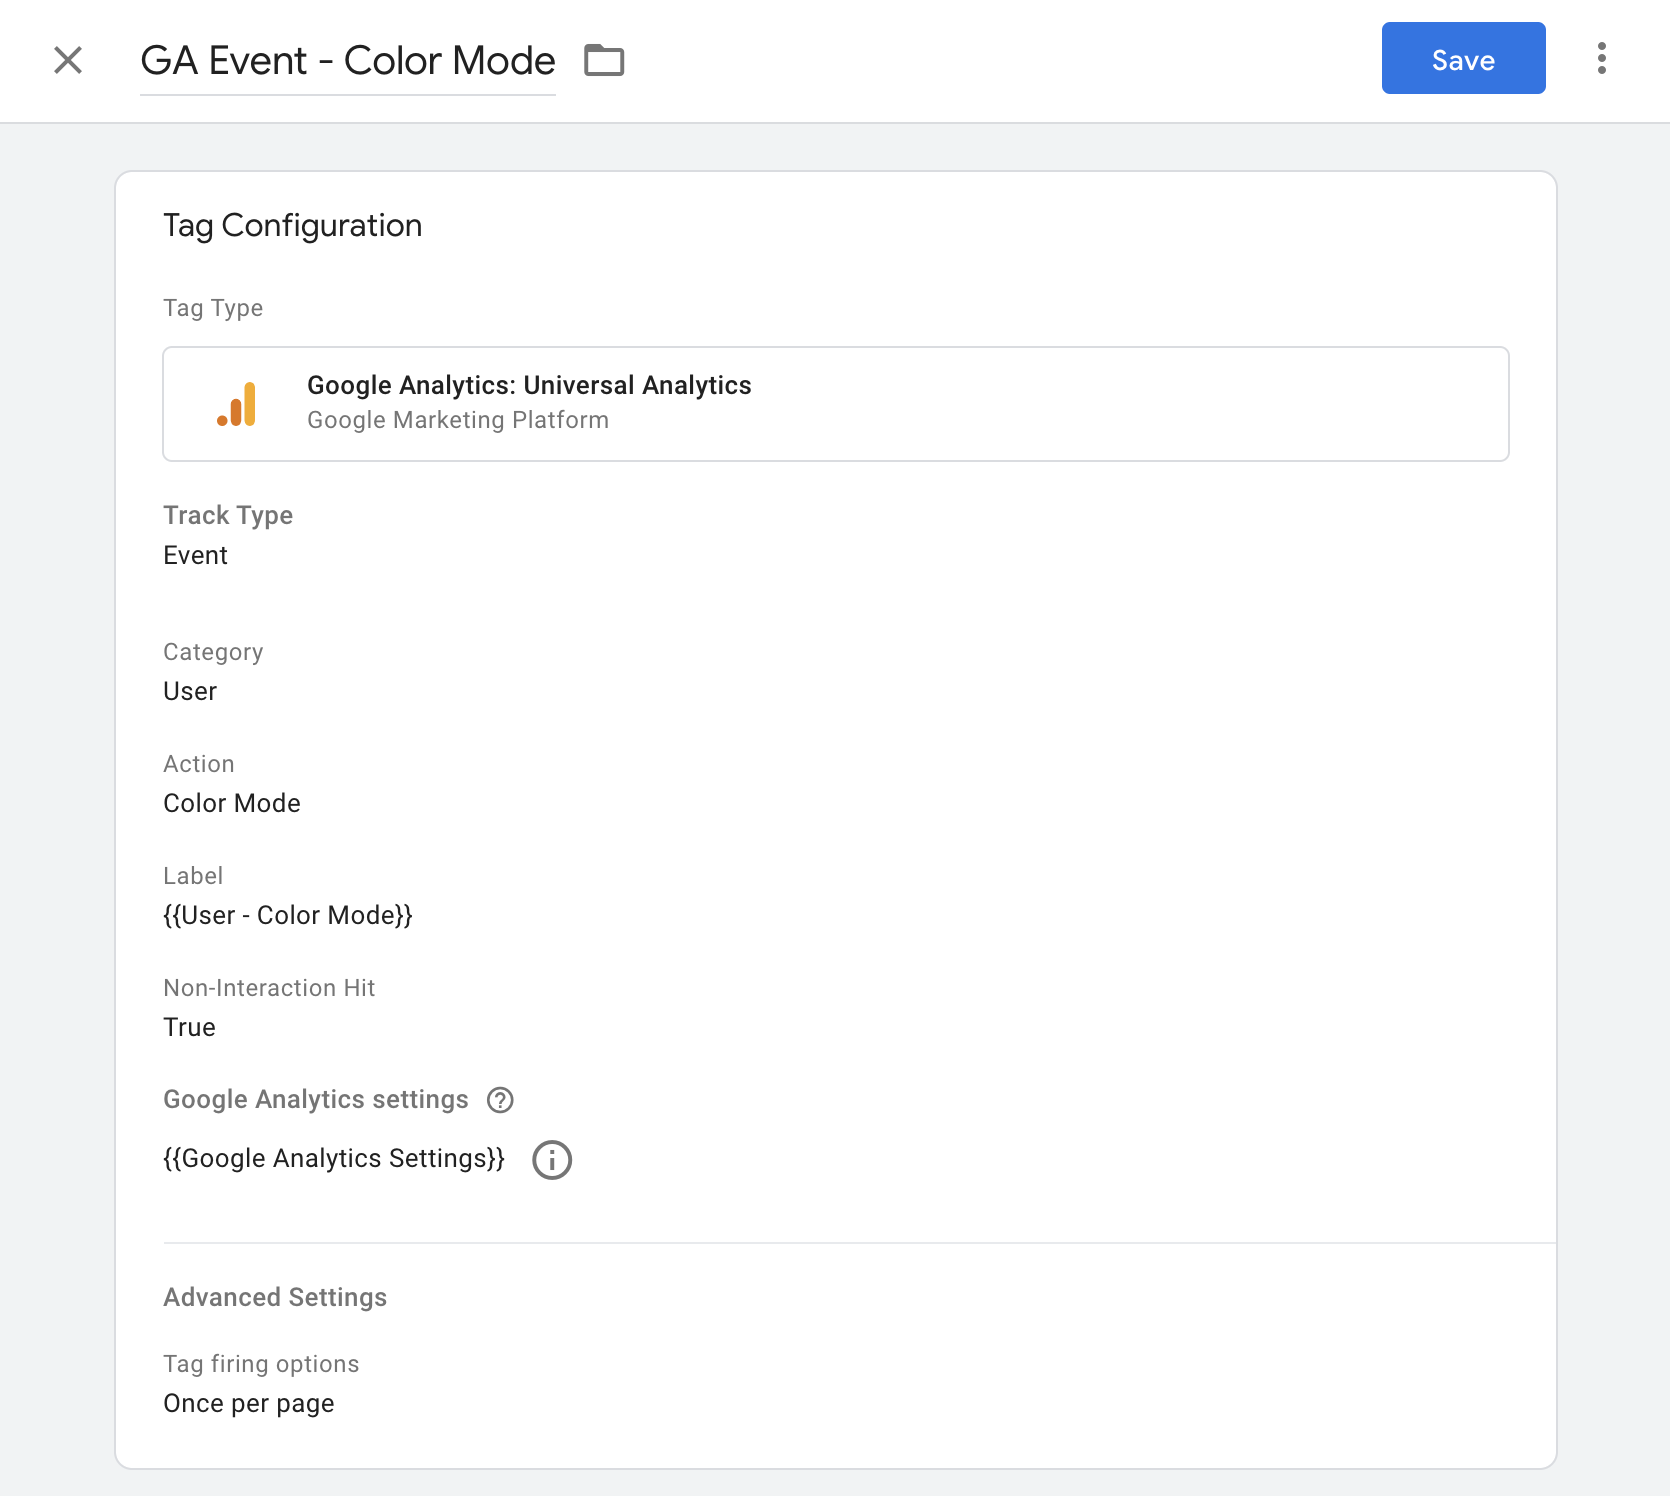 GA Event - Color Mode
Save
Tag Configuration
Tag Type
Google Analytics: Universal Analytics
Google Marketing Platform
Track Type
Event
Category
User
Action
Color Mode
Label
{{User - Color Mode}}
Non-Interaction Hit
True
Google Analytics settings
{{Google Analytics Settings}}
Advanced Settings
Tag firing options
Once per page